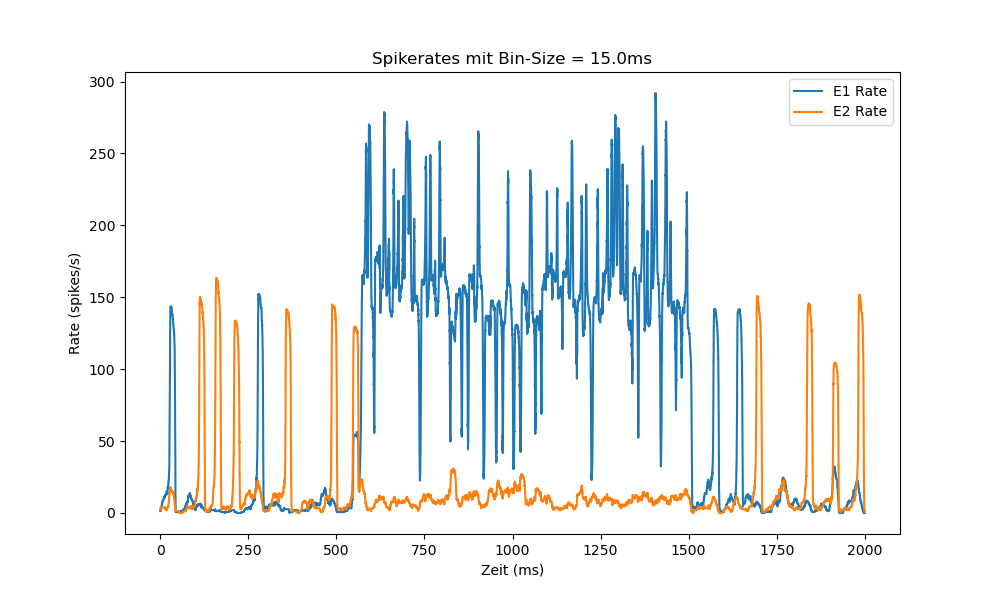 Spikerates mit Bin-Size = 15.0ms
E1 Rate
E2 Rate
Rate (spikes/s)
300
250
200
150
100
50
0
0 250 500 750 1000 1250 1500 1750 2000
Zeit (ms)